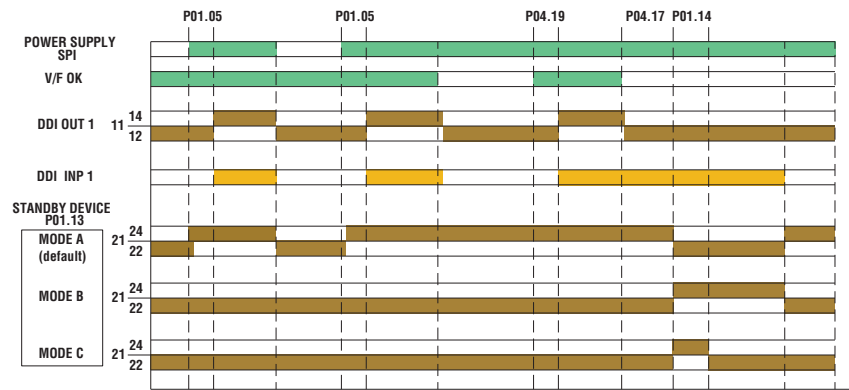 P01.05 P01.05 P04.19 P04.17 P01.14
POWER SUPPLY
SPI
V/F OK
DDI OUT 1 11 14
12
DDI INP 1
STANDBY DEVICE
P01.13
MODE A
(default)
21 24
22
MODE B 21 24
22
MODE C 21 24
22